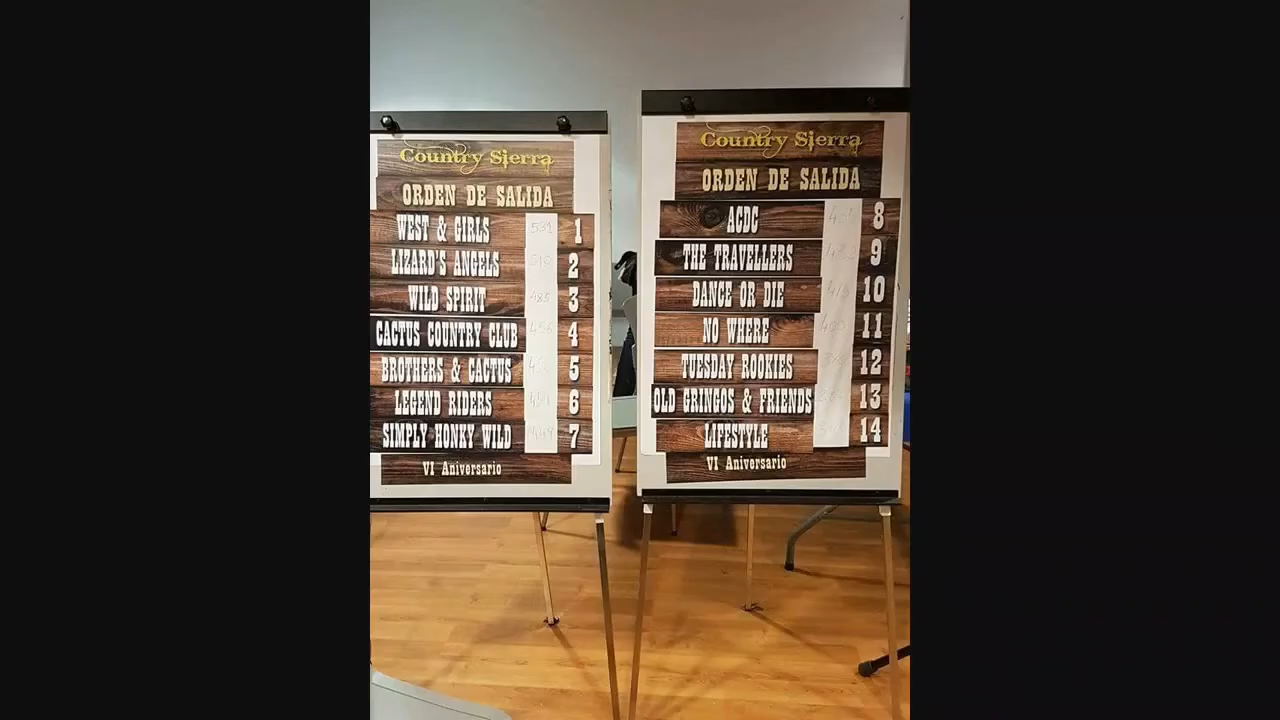 Country Sierra
ORDEN DE SALIDA
WEST & GIRLS 531 1
LIZARD'S ANGELS 510 2
WILD SPIRIT 485 3
CACTUS COUNTRY CLUB 4
BROTHERS & CACTUS 5
LEGEND RIDERS 6
SIMPLY HONKY WILD 7
VI Aniversario
Country Sierra
ORDEN DE SALIDA
ACDC 8
THE TRAVELLERS 9
DANCE OR DIE 10
NO WHERE 11
TUESDAY ROOKIES 12
OLD GRINGOS & FRIENDS 13
LIFESTYLE 14
VI Aniversario